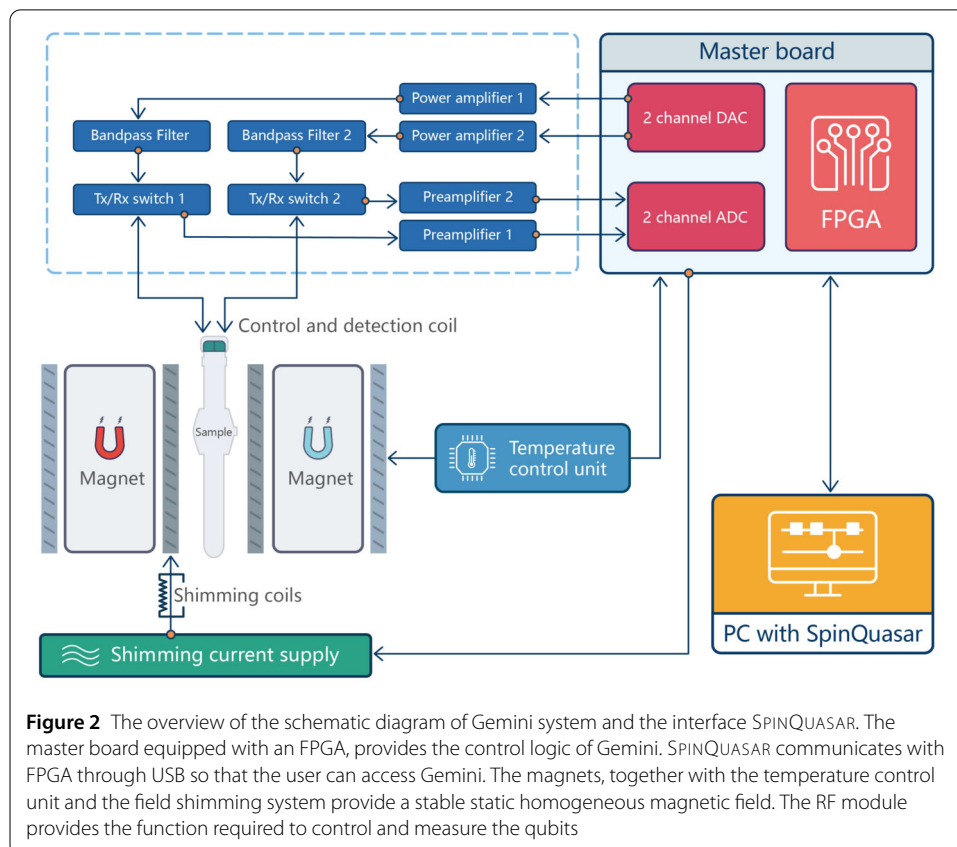 Master board
Power amplifier 1
2 channel DAC
Bandpass Filter
Bandpass Filter 2
Power amplifier 2
Tx/Rx switch 1
Tx/Rx switch 2
Preamplifier 2
2 channel ADC
FPGA
Preamplifier 1
Control and detection coil
Sample
Magnet
Magnet
Temperature
control unit
Shimming coils
Shimming current supply
PC with SpinQuasar
Figure 2 The overview of the schematic diagram of Gemini system and the interface SPINQUASAR. The
master board equipped with an FPGA, provides the control logic of Gemini. SPINQUASAR communicates with
FPGA through USB so that the user can access Gemini. The magnets, together with the temperature control
unit and the field shimming system provide a stable static homogeneous magnetic field. The RF module
provides the function required to control and measure the qubits